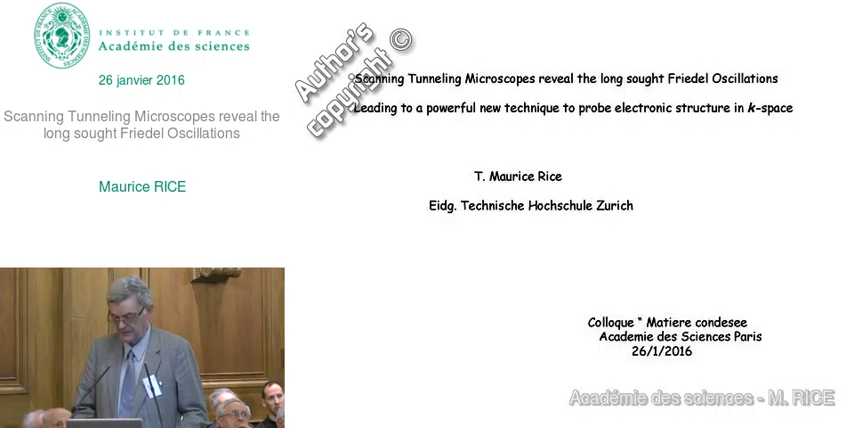 INSTITUT DE FRANCE
Académie des sciences
26 janvier 2016
Scanning Tunneling Microscopes reveal the
long sought Friedel Oscillations
Maurice RICE
Author's
copyright ©
Scanning Tunneling Microscopes reveal the long sought Friedel Oscillations
Leading to a powerful new technique to probe electronic structure in k-space
T. Maurice Rice
Eidg. Technische Hochschule Zurich
Colloque “ Matiere condesee
Academie des Sciences Paris
26/1/2016
Académie des sciences - M. RICE